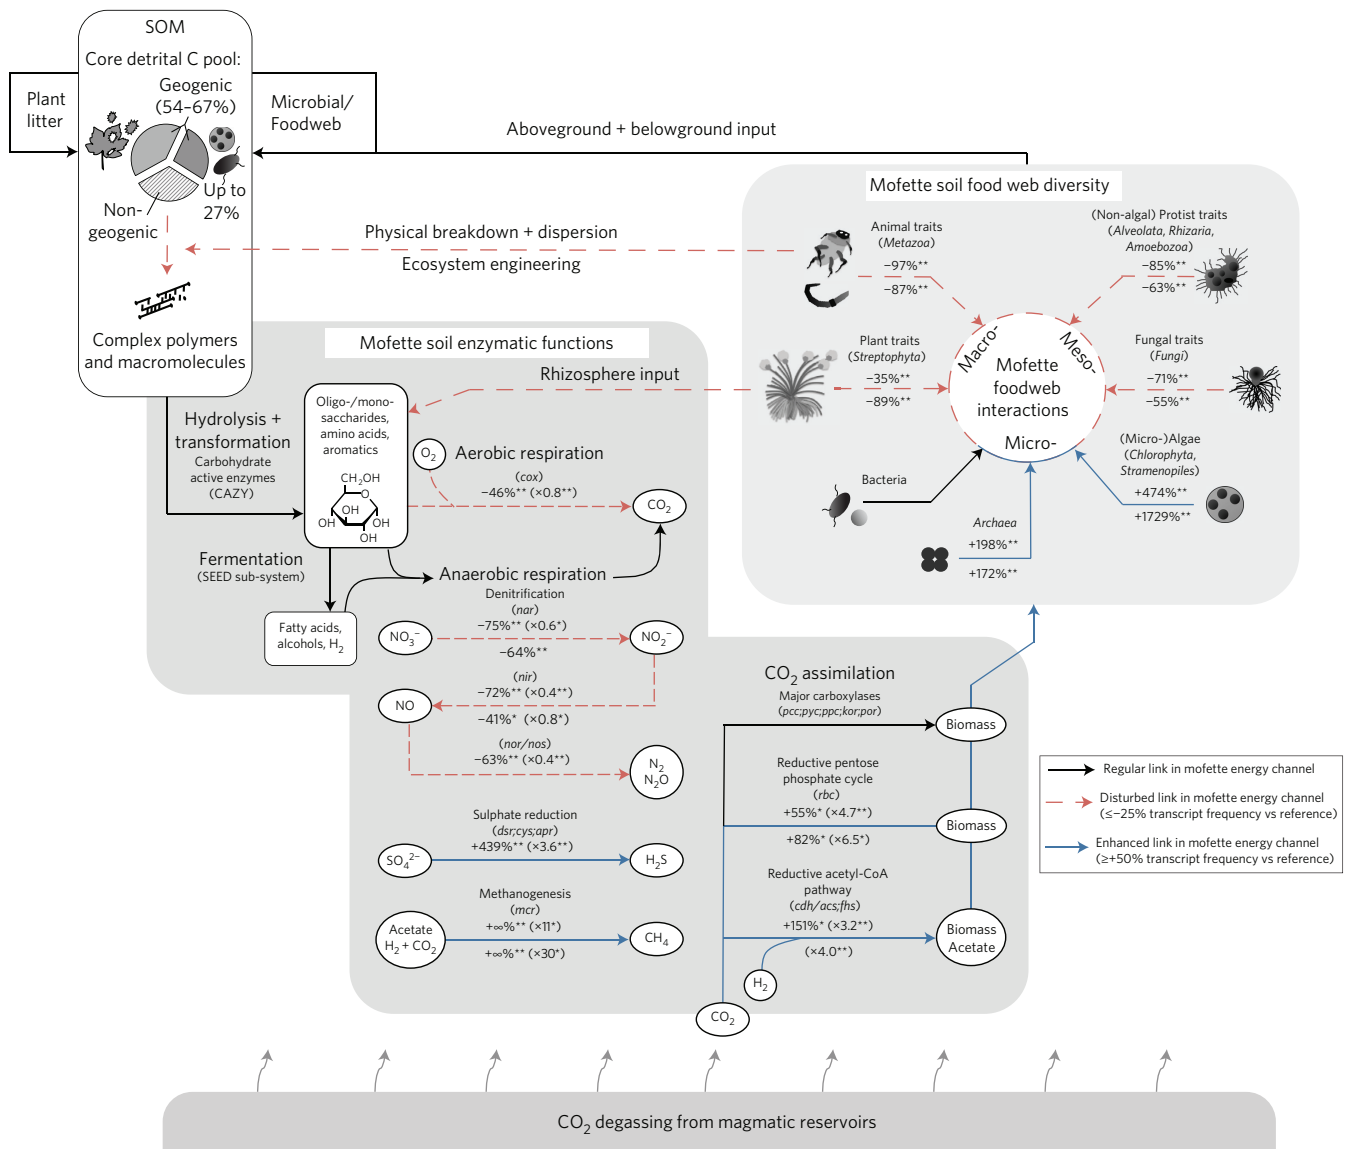 SOM
Core detrital C pool:
Geogenic
(54–67%)
Plant
litter
Microbial/
Foodweb
Up to
27%
Non-
geogenic
Complex polymers
and macromolecules
Aboveground + belowground input
Physical breakdown + dispersion
Ecosystem engineering
Mofette soil food web diversity
Animal traits
(Metazoa)
−97%**
−87%**
(Non-algal) Protist traits
(Alveolata, Rhizaria,
Amoebozoa)
−85%**
−63%**
Plant traits
(Streptophyta)
−35%**
−89%**
Fungal traits
(Fungi)
−71%**
−55%**
Macro-
Meso-
Micro-
Mofette
foodweb
interactions
Bacteria
Archaea
+198%**
+172%**
(Micro-)Algae
(Chlorophyta,
Stramenopiles)
+474%**
+1729%**
Mofette soil enzymatic functions
Rhizosphere input
Hydrolysis +
transformation
Carbohydrate
active enzymes
(CAZY)
Oligo-/mono-
saccharides,
amino acids,
aromatics
CH₂OH
O
OH
OH
OH
OH
O₂
Aerobic respiration
(cox)
−46%** (×0.8**)
CO₂
Fermentation
(SEED sub-system)
Fatty acids,
alcohols, H₂
Anaerobic respiration
Denitrification
(nar)
−75%** (×0.6*)
−64%**
NO₃⁻
NO₂⁻
(nir)
−72%** (×0.4**)
−41%* (×0.8*)
NO
(nor/nos)
−63%** (×0.4**)
N₂
N₂O
Sulphate reduction
(dsr;cys;apr)
+439%** (×3.6**)
SO₄²⁻
H₂S
Methanogenesis
(mcr)
+∞%** (×11*)
+∞%** (×30*)
Acetate
H₂ + CO₂
CH₄
CO₂ assimilation
Major carboxylases
(pcc;pyc;ppc;kor;por)
Biomass
Reductive pentose
phosphate cycle
(rbc)
+55%* (×4.7**)
+82%* (×6.5*)
Biomass
Reductive acetyl-CoA
pathway
(cdh/acs;fhs)
+151%* (×3.2**)
(×4.0**)
Biomass
Acetate
H₂
CO₂
Regular link in mofette energy channel
Disturbed link in mofette energy channel
(≤−25% transcript frequency vs reference)
Enhanced link in mofette energy channel
(≥+50% transcript frequency vs reference)
CO₂ degassing from magmatic reservoirs